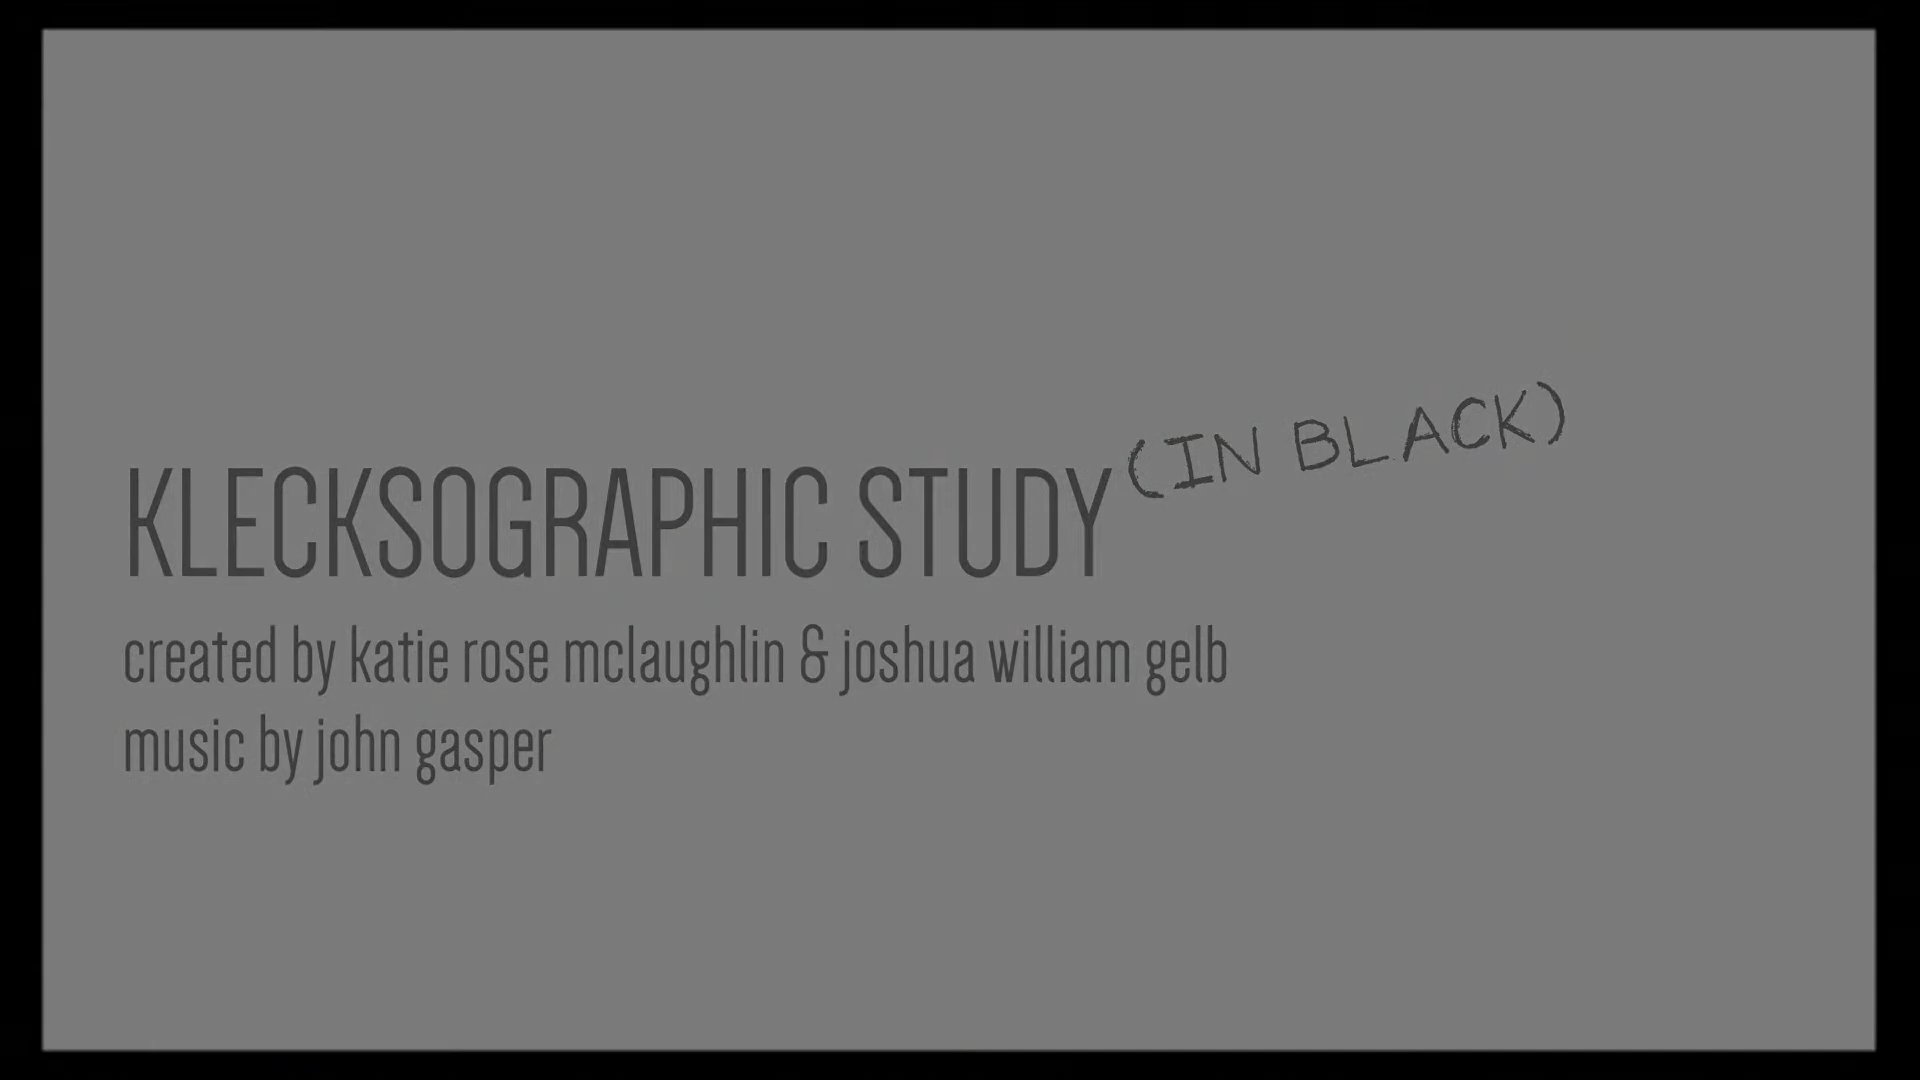 KLECKSOGRAPHIC STUDY (IN BLACK)
created by katie rose mclaughlin & joshua william gelb
music by john gasper